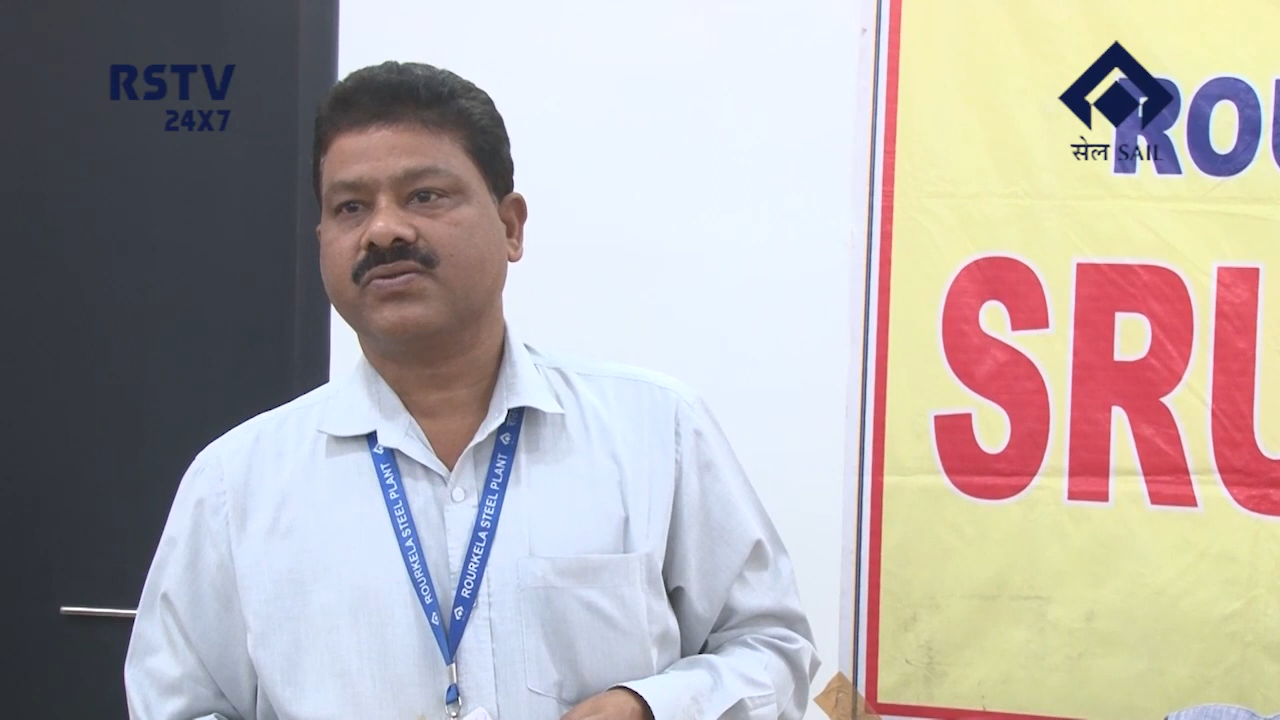 RSTV
24X7
ROU
सेल SAIL
SRU
ROURKELA STEEL PLANT
ROURKELA STEEL PLANT